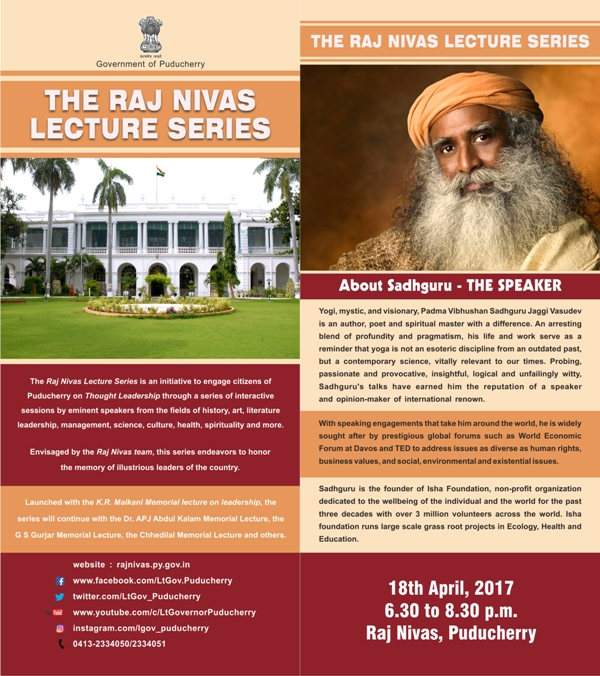 Government of Puducherry
THE RAJ NIVAS
LECTURE SERIES
The Raj Nivas Lecture Series is an initiative to engage citizens of
Puducherry on Thought Leadership through a series of interactive
sessions by eminent speakers from the fields of history, art, literature
leadership, management, science, culture, health, spirituality and more.
Envisaged by the Raj Nivas team, this series endeavors to honor
the memory of illustrious leaders of the country.
Launched with the K.R. Malkani Memorial lecture on leadership, the
series will continue with the Dr. APJ Abdul Kalam Memorial Lecture, the
G S Gurjar Memorial Lecture, the Chhedilal Memorial Lecture and others.
website : rajnivas.py.gov.in
www.facebook.com/LtGov.Puducherry
twitter.com/LtGov_Puducherry
www.youtube.com/c/LtGovernorPuducherry
instagram.com/lgov_puducherry
0413-2334050/2334051
THE RAJ NIVAS LECTURE SERIES
About Sadhguru - THE SPEAKER
Yogi, mystic, and visionary, Padma Vibhushan Sadhguru Jaggi Vasudev
is an author, poet and spiritual master with a difference. An arresting
blend of profundity and pragmatism, his life and work serve as a
reminder that yoga is not an esoteric discipline from an outdated past,
but a contemporary science, vitally relevant to our times. Probing,
passionate and provocative, insightful, logical and unfailingly witty,
Sadhguru's talks have earned him the reputation of a speaker
and opinion-maker of international renown.
With speaking engagements that take him around the world, he is widely
sought after by prestigious global forums such as World Economic
Forum at Davos and TED to address issues as diverse as human rights,
business values, and social, environmental and existential issues.
Sadhguru is the founder of Isha Foundation, non-profit organization
dedicated to the wellbeing of the individual and the world for the past
three decades with over 3 million volunteers across the world. Isha
foundation runs large scale grass root projects in Ecology, Health and
Education.
18th April, 2017
6.30 to 8.30 p.m.
Raj Nivas, Puducherry